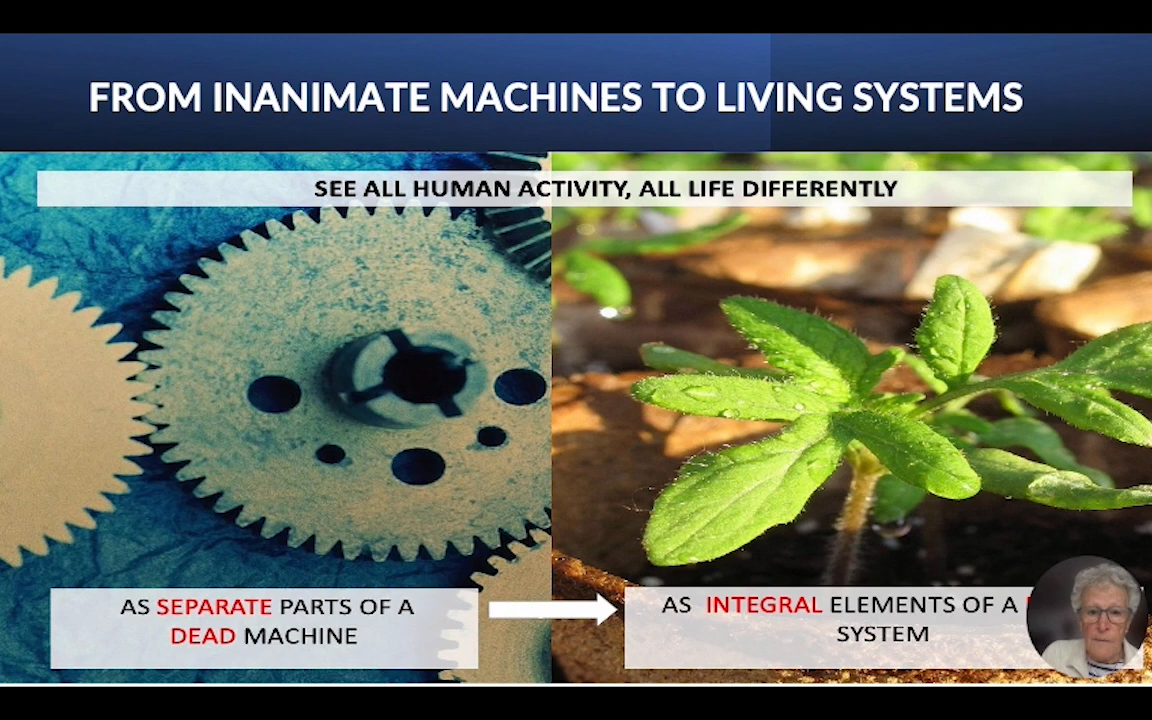 FROM INANIMATE MACHINES TO LIVING SYSTEMS
SEE ALL HUMAN ACTIVITY, ALL LIFE DIFFERENTLY
AS SEPARATE PARTS OF A
DEAD MACHINE
AS INTEGRAL ELEMENTS OF A
SYSTEM